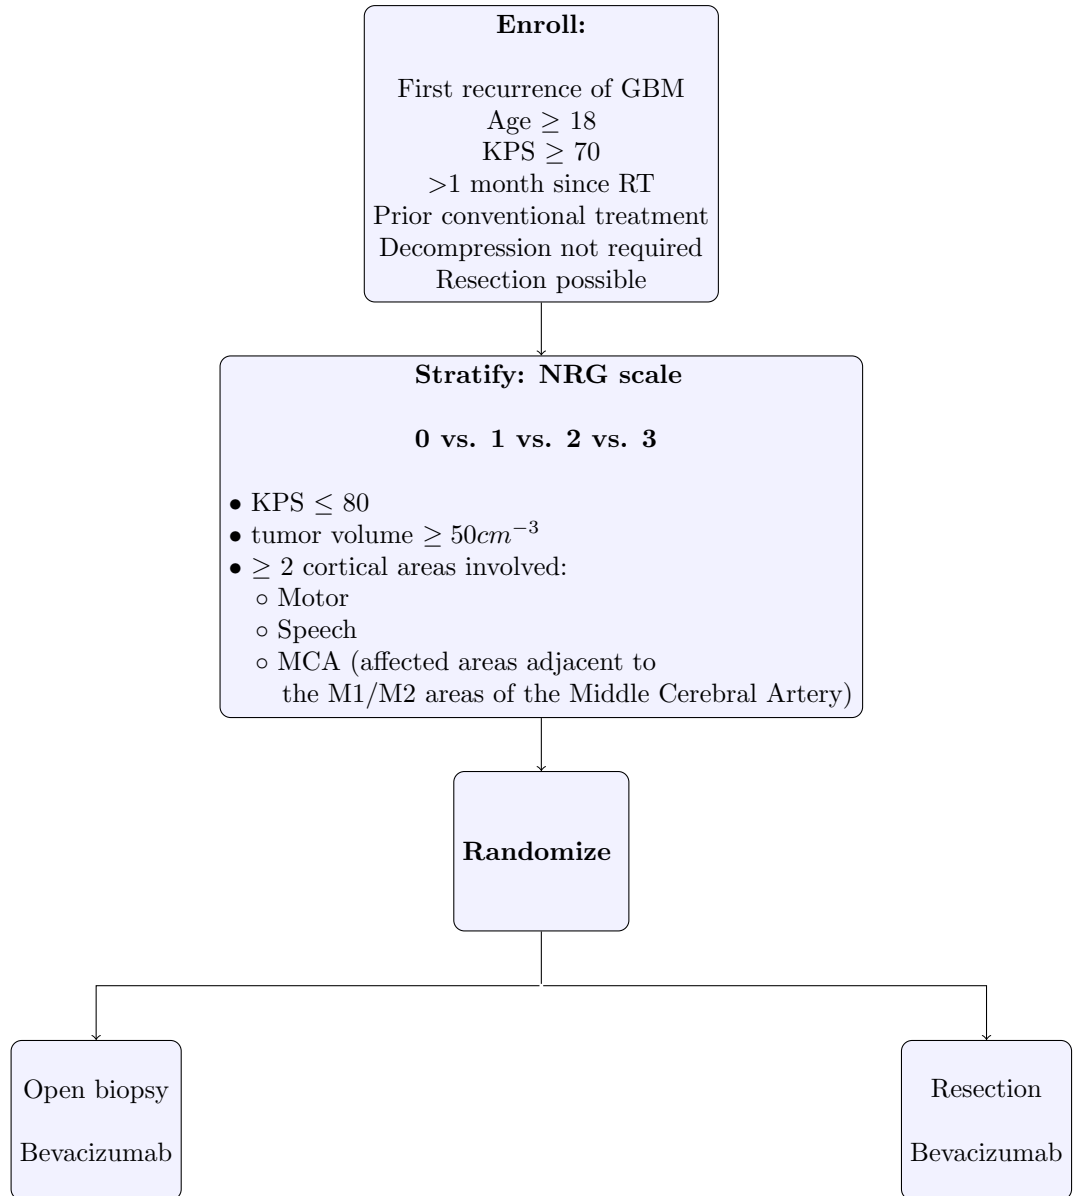 Enroll:
First recurrence of GBM
Age ≥ 18
KPS ≥ 70
>1 month since RT
Prior conventional treatment
Decompression not required
Resection possible
Stratify: NRG scale
0 vs. 1 vs. 2 vs. 3
• KPS ≤ 80
• tumor volume ≥ 50cm⁻³
• ≥ 2 cortical areas involved:
◦ Motor
◦ Speech
◦ MCA (affected areas adjacent to
the M1/M2 areas of the Middle Cerebral Artery)
Randomize
Open biopsy
Bevacizumab
Resection
Bevacizumab